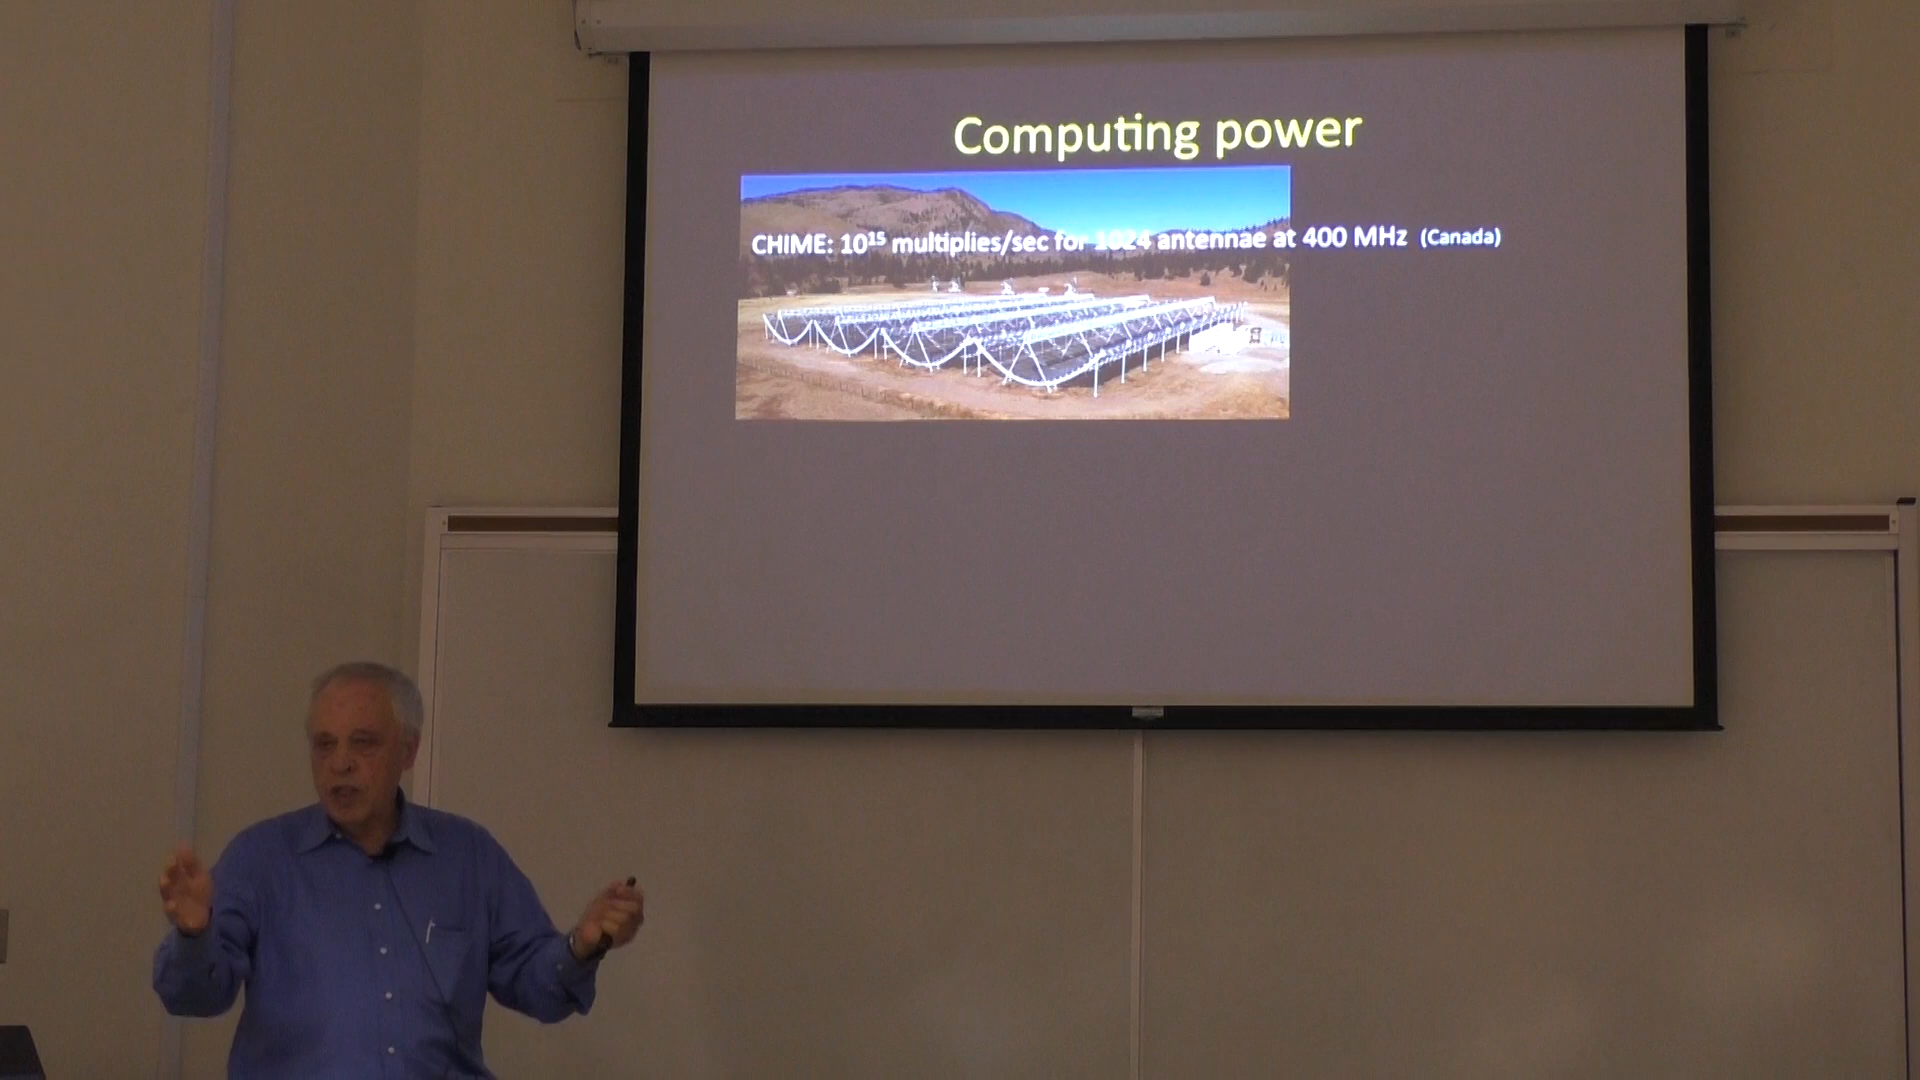 Computing power
CHIME: 10¹⁵ multiplies/sec for 1024 antennae at 400 MHz (Canada)